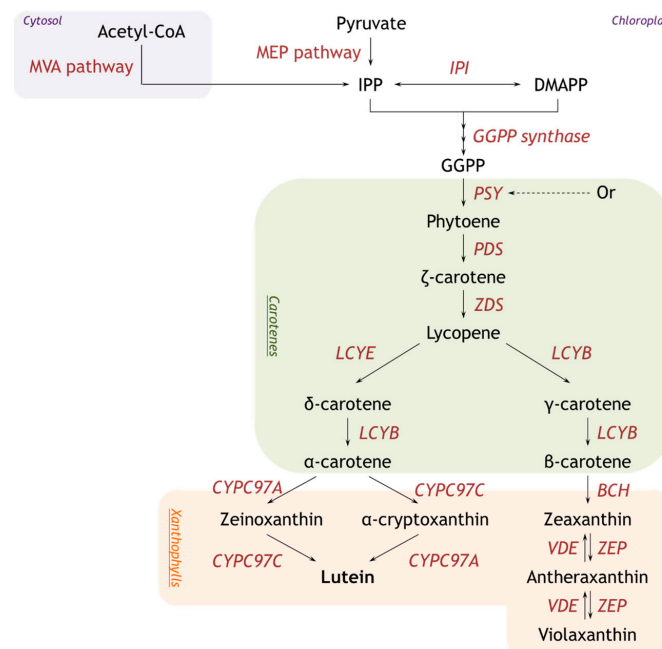 Cytosol
Acetyl-CoA
Pyruvate
Chloropla
MVA pathway
MEP pathway
IPP
IPI
DMAPP
GGPP synthase
GGPP
PSY
Or
Phytoene
PDS
ζ-carotene
ZDS
Lycopene
Carotenes
LCYE
LCYB
δ-carotene
γ-carotene
LCYB
LCYB
α-carotene
β-carotene
CYPC97A
CYPC97C
BCH
Xanthophylls
Zeinoxanthin
α-cryptoxanthin
Zeaxanthin
CYPC97C
CYPC97A
VDE
ZEP
Lutein
Antheraxanthin
VDE
ZEP
Violaxanthin